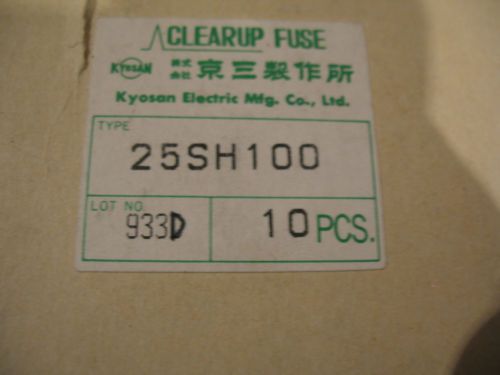 CLEARUP FUSE
KYOSAN 株式会社 京三製作所
Kyosan Electric Mfg. Co., Ltd.
TYPE
25SH100
LOT NO.
933D
10 PCS.